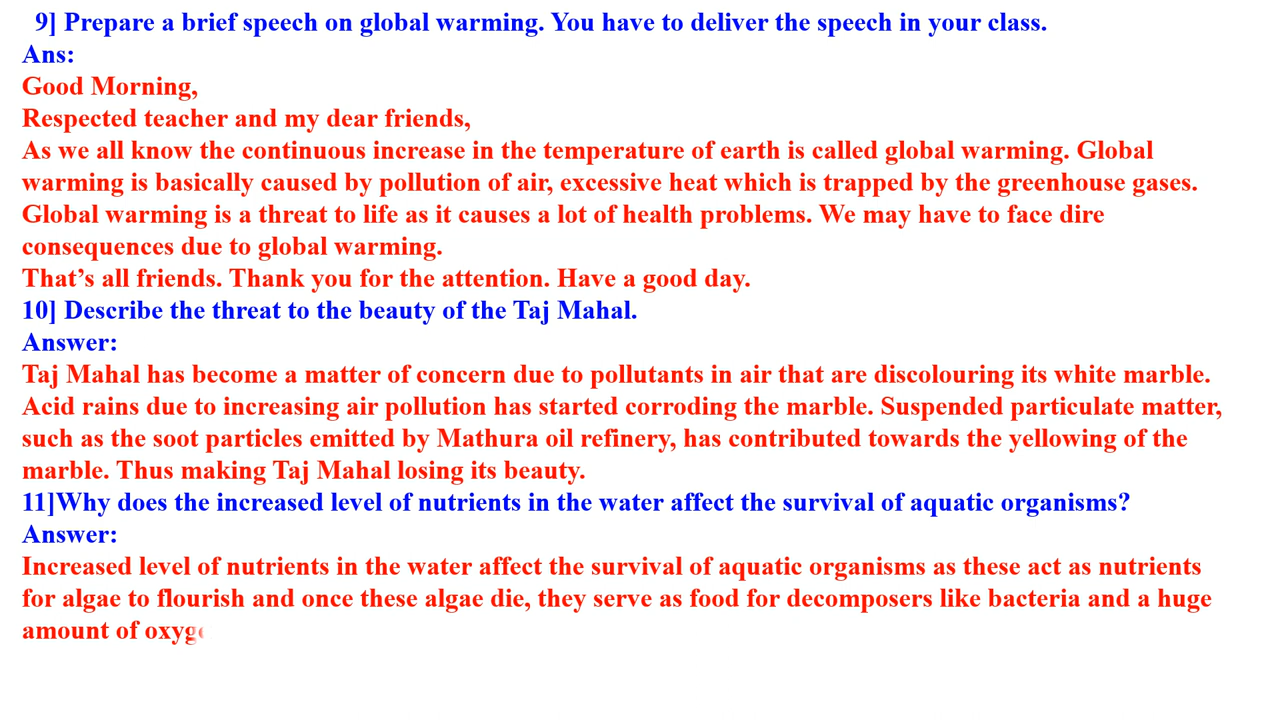 9] Prepare a brief speech on global warming. You have to deliver the speech in your class.
Ans:
Good Morning,
Respected teacher and my dear friends,
As we all know the continuous increase in the temperature of earth is called global warming. Global
warming is basically caused by pollution of air, excessive heat which is trapped by the greenhouse gases.
Global warming is a threat to life as it causes a lot of health problems. We may have to face dire
consequences due to global warming.
That’s all friends. Thank you for the attention. Have a good day.
10] Describe the threat to the beauty of the Taj Mahal.
Answer:
Taj Mahal has become a matter of concern due to pollutants in air that are discolouring its white marble.
Acid rains due to increasing air pollution has started corroding the marble. Suspended particulate matter,
such as the soot particles emitted by Mathura oil refinery, has contributed towards the yellowing of the
marble. Thus making Taj Mahal losing its beauty.
11]Why does the increased level of nutrients in the water affect the survival of aquatic organisms?
Answer:
Increased level of nutrients in the water affect the survival of aquatic organisms as these act as nutrients
for algae to flourish and once these algae die, they serve as food for decomposers like bacteria and a huge
amount of